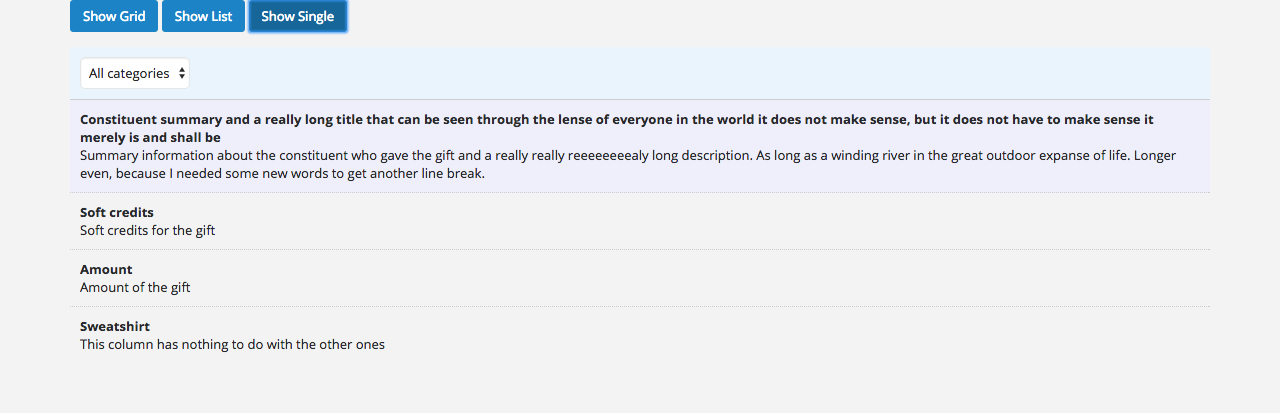 Show Grid Show List Show Single
All categories
Constituent summary and a really long title that can be seen through the lense of everyone in the world it does not make sense, but it does not have to make sense it
merely is and shall be
Summary information about the constituent who gave the gift and a really really reeeeeeeealy long description. As long as a winding river in the great outdoor expanse of life. Longer
even, because I needed some new words to get another line break.
Soft credits
Soft credits for the gift
Amount
Amount of the gift
Sweatshirt
This column has nothing to do with the other ones